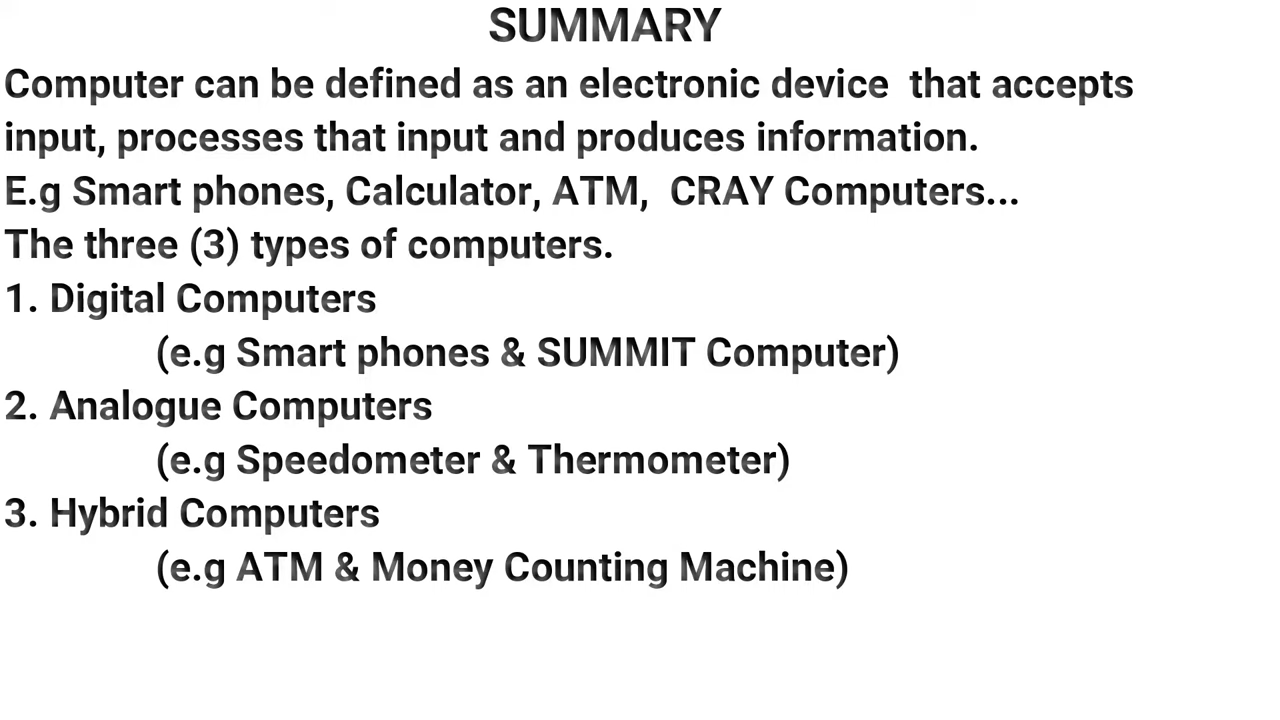 SUMMARY
Computer can be defined as an electronic device  that accepts
input, processes that input and produces information.
E.g Smart phones, Calculator, ATM,  CRAY Computers...
The three (3) types of computers.
1. Digital Computers
(e.g Smart phones & SUMMIT Computer)
2. Analogue Computers
(e.g Speedometer & Thermometer)
3. Hybrid Computers
(e.g ATM & Money Counting Machine)